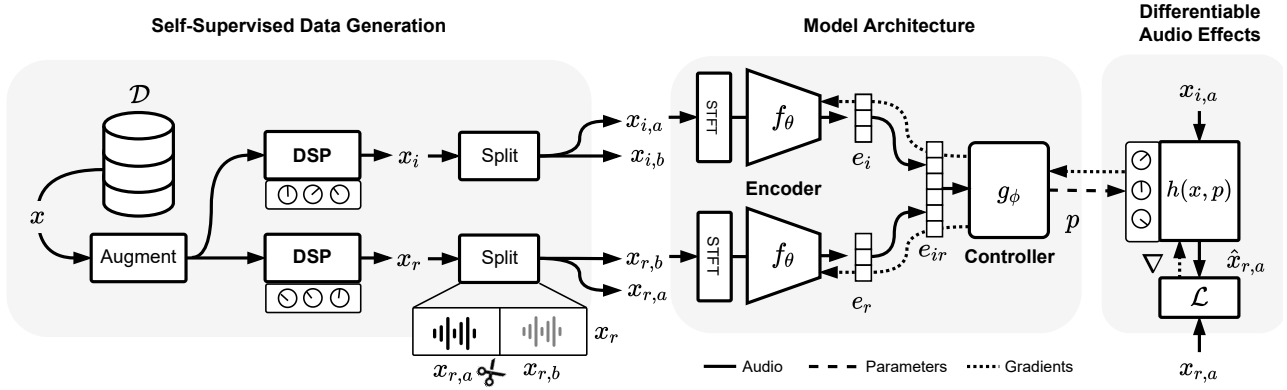 Self-Supervised Data Generation
Model Architecture
Differentiable
Audio Effects
𝒟
x
Augment
DSP
x_i
Split
x_{i,a}
x_{i,b}
DSP
x_r
Split
x_{r,b}
x_{r,a}
x_r
x_{r,a}
x_{r,b}
STFT
f_θ
e_i
Encoder
STFT
f_θ
e_r
e_{ir}
g_ϕ
Controller
p
x_{i,a}
h(x, p)
∇
x̂_{r,a}
ℒ
x_{r,a}
Audio
Parameters
Gradients